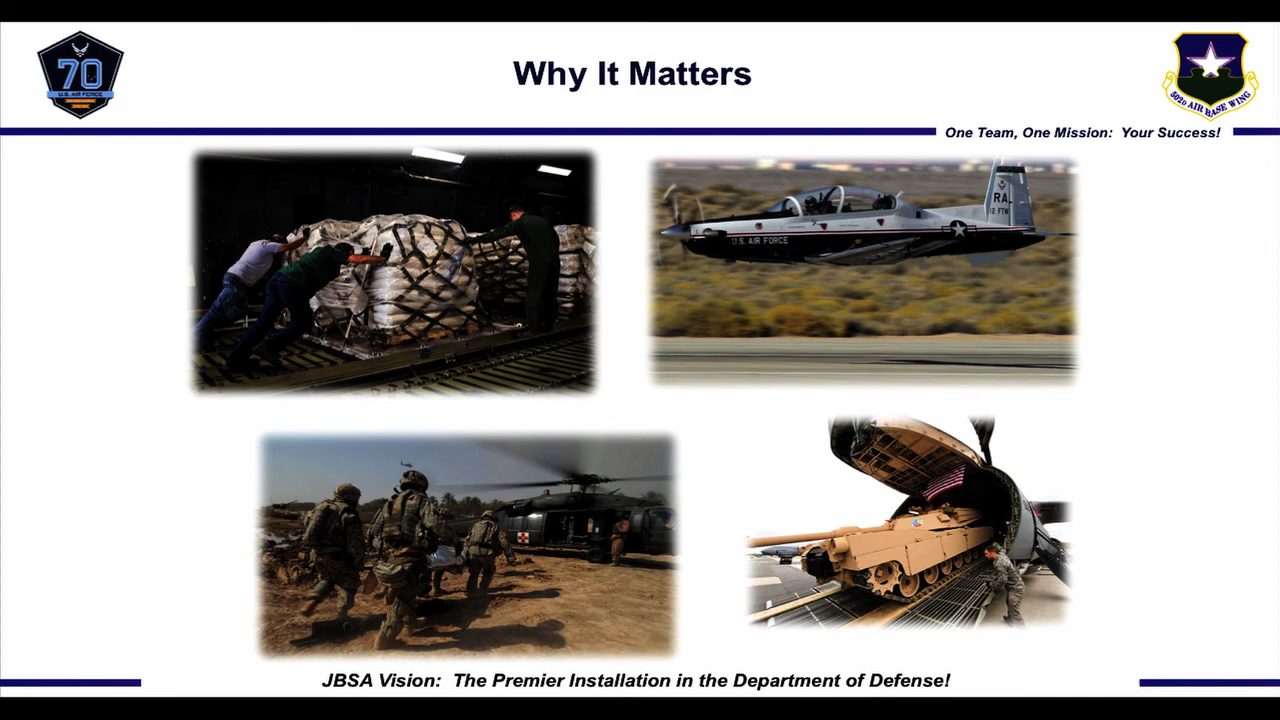 70
U.S. AIR FORCE
Why It Matters
502D AIR BASE WING
One Team, One Mission: Your Success!
U.S. AIR FORCE
RA
12 FTW
JBSA Vision: The Premier Installation in the Department of Defense!